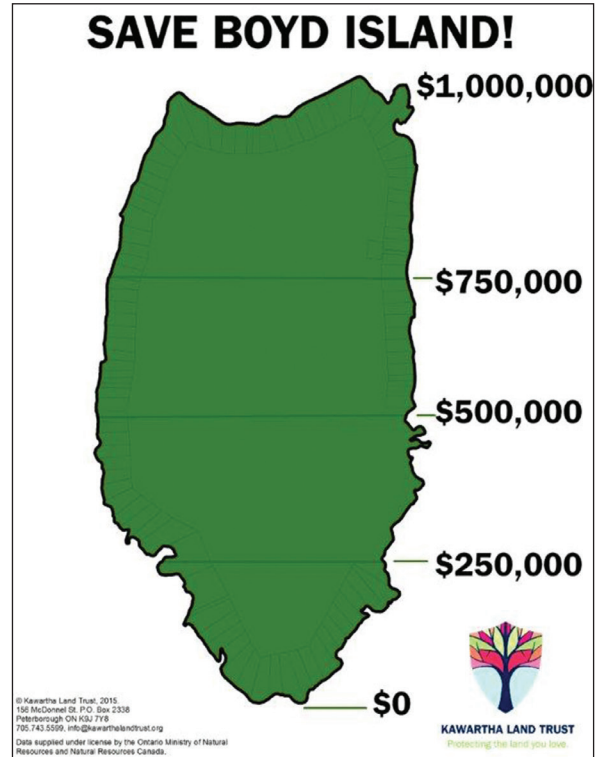 SAVE BOYD ISLAND!
$1,000,000
$750,000
$500,000
$250,000
$0
© Kawartha Land Trust, 2015.
156 McDonnel St. P.O. Box 2338
Peterborough ON K9J 7Y8
705.743.5599, info@kawarthalandtrust.org
Data supplied under license by the Ontario Ministry of Natural
Resources and Natural Resources Canada.
KAWARTHA LAND TRUST
Protecting the land you love.